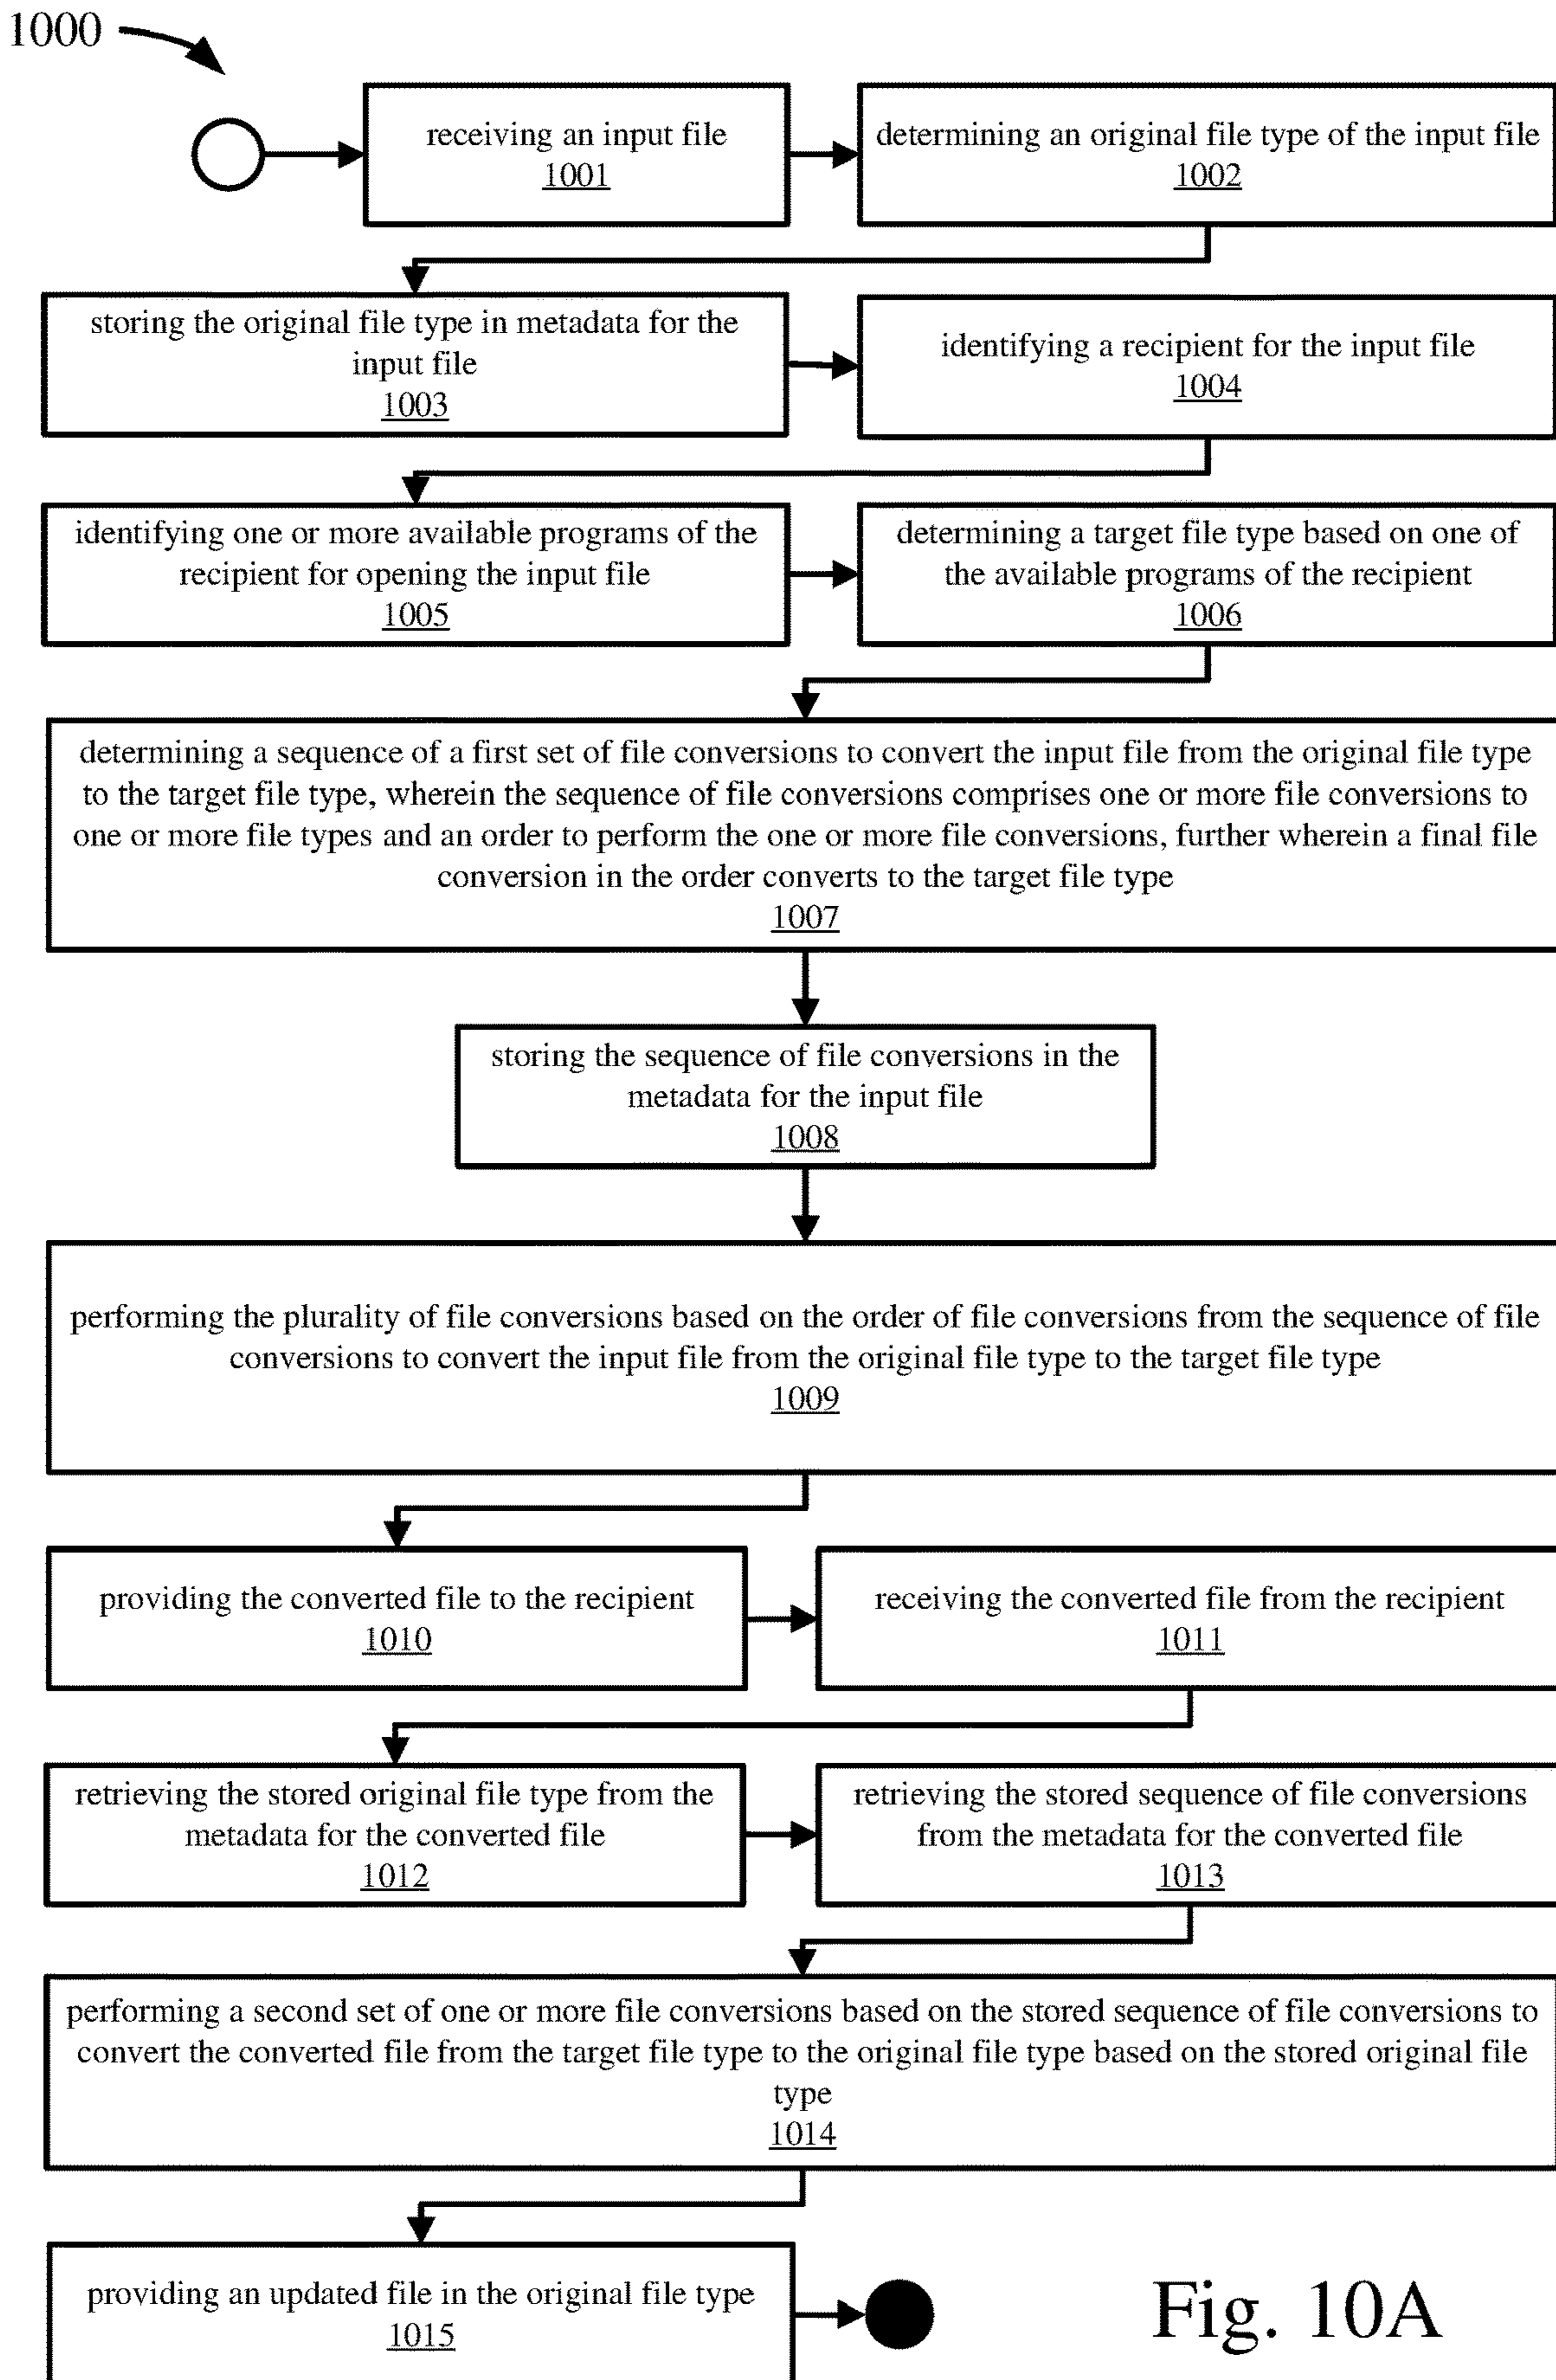 1000
receiving an input file
1001
determining an original file type of the input file
1002
storing the original file type in metadata for the
input file
1003
identifying a recipient for the input file
1004
identifying one or more available programs of the
recipient for opening the input file
1005
determining a target file type based on one of
the available programs of the recipient
1006
determining a sequence of a first set of file conversions to convert the input file from the original file type
to the target file type, wherein the sequence of file conversions comprises one or more file conversions to
one or more file types and an order to perform the one or more file conversions, further wherein a final file
conversion in the order converts to the target file type
1007
storing the sequence of file conversions in the
metadata for the input file
1008
performing the plurality of file conversions based on the order of file conversions from the sequence of file
conversions to convert the input file from the original file type to the target file type
1009
providing the converted file to the recipient
1010
receiving the converted file from the recipient
1011
retrieving the stored original file type from the
metadata for the converted file
1012
retrieving the stored sequence of file conversions
from the metadata for the converted file
1013
performing a second set of one or more file conversions based on the stored sequence of file conversions to
convert the converted file from the target file type to the original file type based on the stored original file
type
1014
providing an updated file in the original file type
1015
Fig. 10A